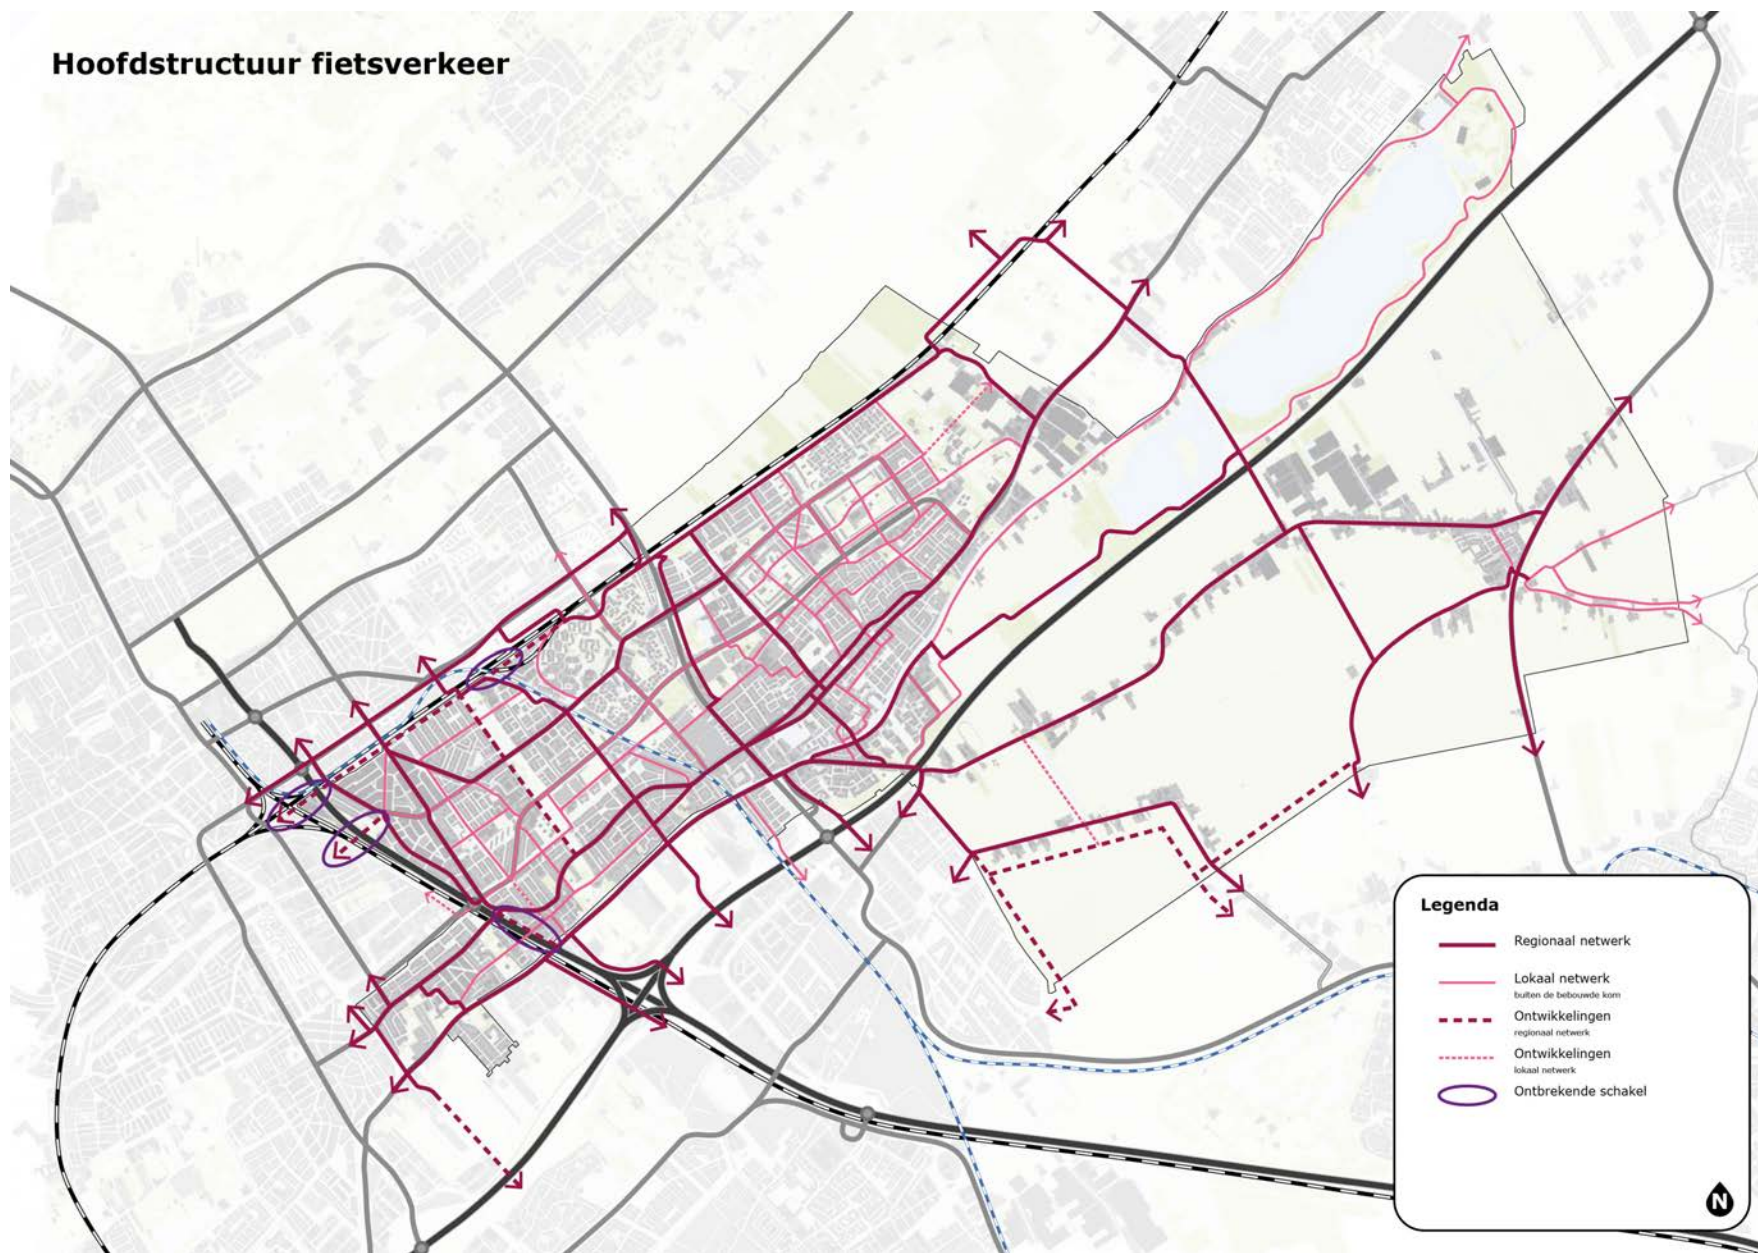 Hoofdstructuur fietsverkeer
Legenda
Regionaal netwerk
Lokaal netwerk
buiten de bebouwde kom
Ontwikkelingen
regionaal netwerk
Ontwikkelingen
lokaal netwerk
Ontbrekende schakel
N